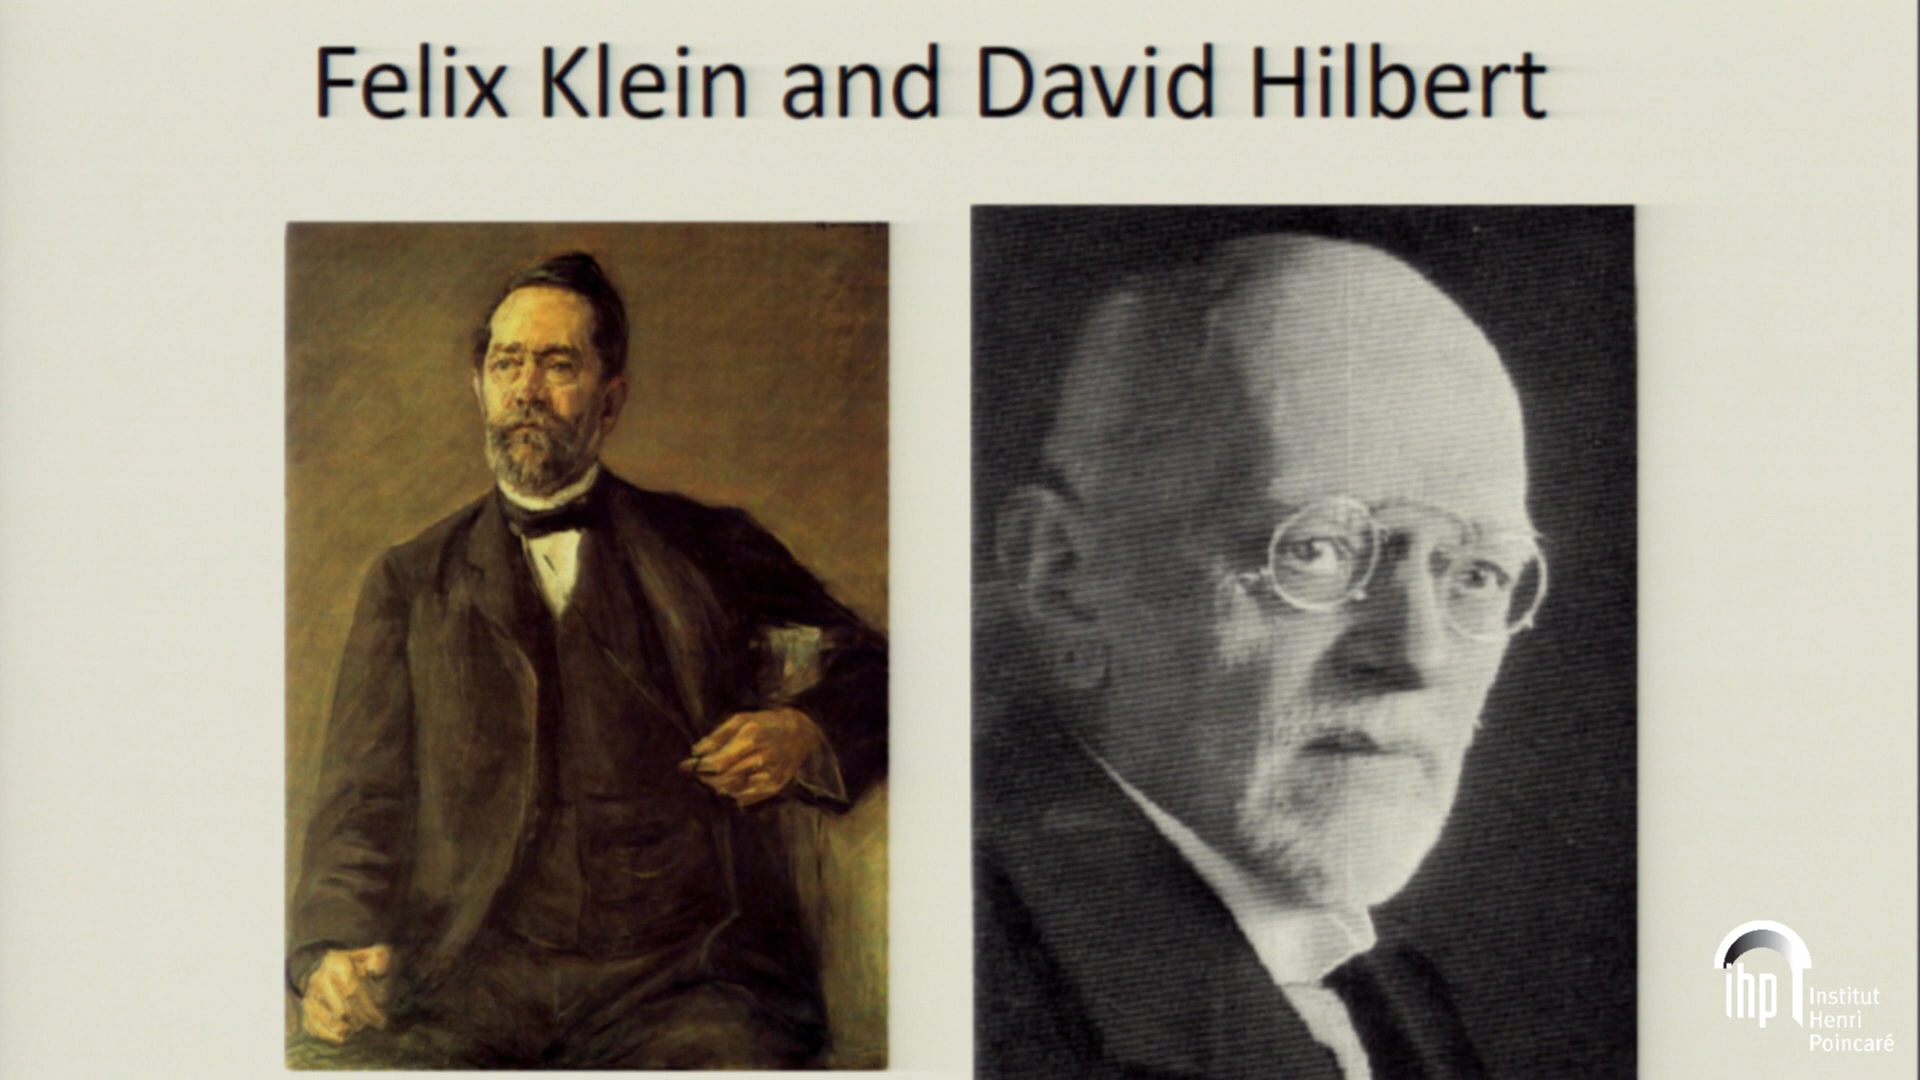 Felix Klein and David Hilbert
ihp
Institut
Henri
Poincaré